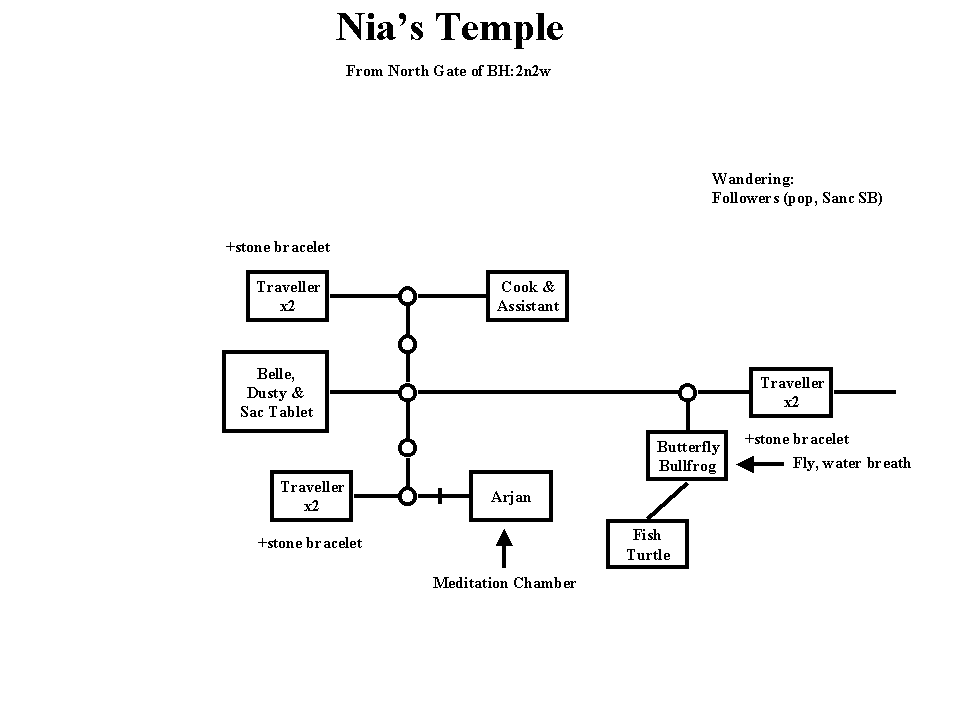 Nia's Temple
From North Gate of BH:2n2w
Wandering:
Followers (pop, Sanc SB)
+stone bracelet
Traveller
x2
Cook &
Assistant
Belle,
Dusty &
Sac Tablet
Traveller
x2
+stone bracelet
Butterfly
Bullfrog
Fly, water breath
Traveller
x2
Arjan
+stone bracelet
Fish
Turtle
Meditation Chamber